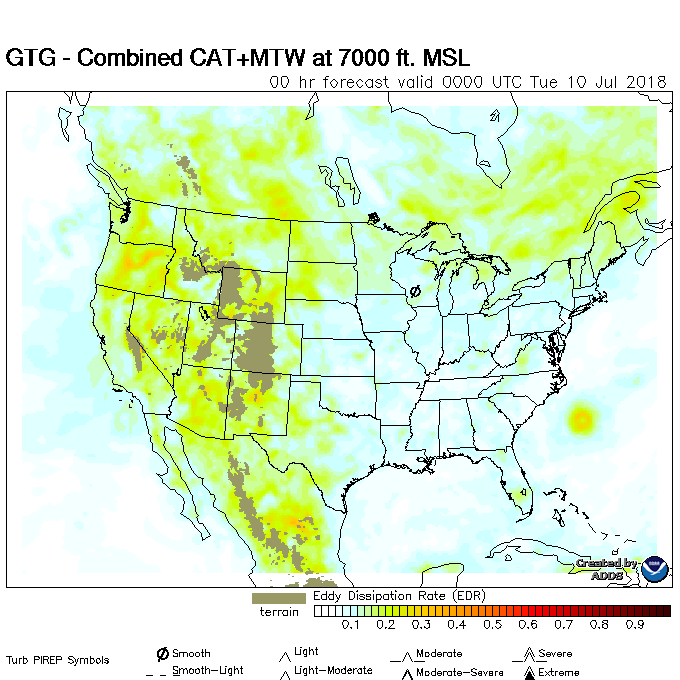 GTG - Combined CAT+MTW at 7000 ft. MSL
00 hr forecast valid 0000 UTC Tue 10 Jul 2018
Created by
ADDS
NOAA
Eddy Dissipation Rate (EDR)
terrain
0.1 0.2 0.3 0.4 0.5 0.6 0.7 0.8 0.9
Turb PIREP Symbols
Smooth Light Moderate Severe
Smooth-Light Light-Moderate Moderate-Severe Extreme